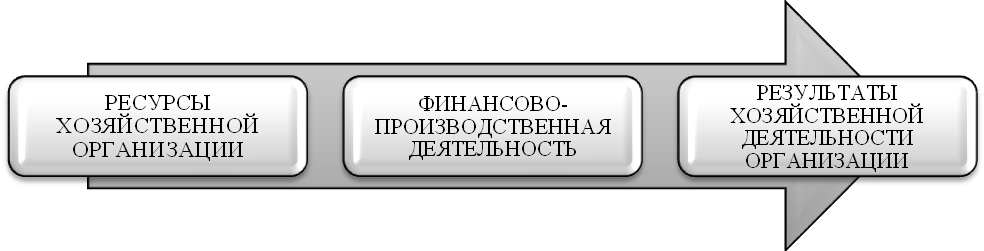 РЕСУРСЫ
ХОЗЯЙСТВЕННОЙ
ОРГАНИЗАЦИИ
ФИНАНСОВО-
ПРОИЗВОДСТВЕННАЯ
ДЕЯТЕЛЬНОСТЬ
РЕЗУЛЬТАТЫ
ХОЗЯЙСТВЕННОЙ
ДЕЯТЕЛЬНОСТИ
ОРГАНИЗАЦИИ